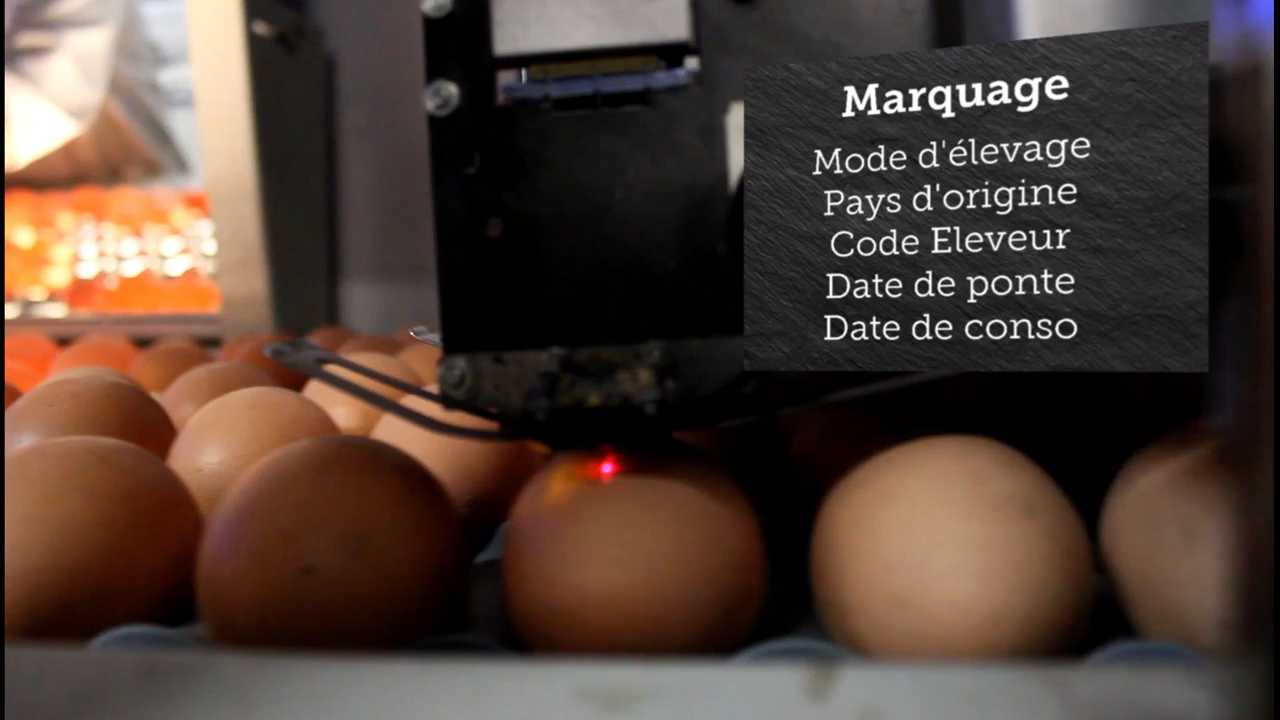 Marquage
Mode d'élevage
Pays d'origine
Code Eleveur
Date de ponte
Date de conso